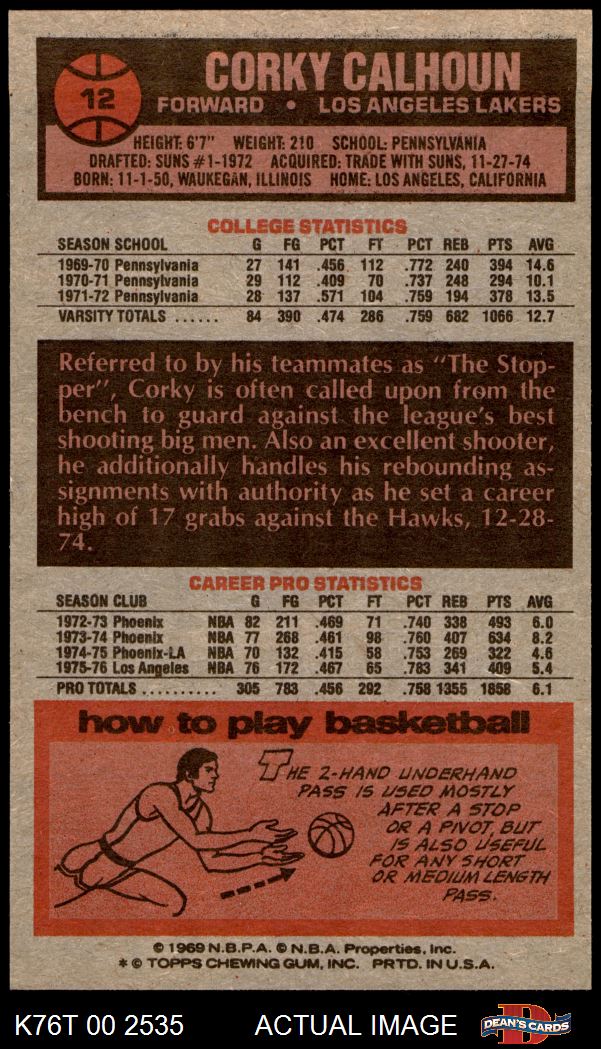 12
CORKY CALHOUN
FORWARD • LOS ANGELES LAKERS
HEIGHT: 6'7" WEIGHT: 210 SCHOOL: PENNSYLVANIA
DRAFTED: SUNS #1-1972 ACQUIRED: TRADE WITH SUNS, 11-27-74
BORN: 11-1-50, WAUKEGAN, ILLINOIS HOME: LOS ANGELES, CALIFORNIA
COLLEGE STATISTICS
SEASON SCHOOL G FG PCT FT PCT REB PTS AVG
1969-70 Pennsylvania 27 141 .456 112 .772 240 394 14.6
1970-71 Pennsylvania 29 112 .409 70 .737 248 294 10.1
1971-72 Pennsylvania 28 137 .571 104 .759 194 378 13.5
VARSITY TOTALS ...... 84 390 .474 286 .759 682 1066 12.7
Referred to by his teammates as "The Stop-
per", Corky is often called upon from the
bench to guard against the league's best
shooting big men. Also an excellent shooter,
he additionally handles his rebounding as-
signments with authority as he set a career
high of 17 grabs against the Hawks, 12-28-
74.
CAREER PRO STATISTICS
SEASON CLUB G FG PCT FT PCT REB PTS AVG
1972-73 Phoenix NBA 82 211 .469 71 .740 338 493 6.0
1973-74 Phoenix NBA 77 268 .461 98 .760 407 634 8.2
1974-75 Phoenix-LA NBA 70 132 .415 58 .753 269 322 4.6
1975-76 Los Angeles NBA 76 172 .467 65 .783 341 409 5.4
PRO TOTALS .......... 305 783 .456 292 .758 1355 1858 6.1
how to play basketball
THE 2-HAND UNDERHAND
PASS IS USED MOSTLY
AFTER A STOP
OR A PIVOT, BUT
IS ALSO USEFUL
FOR ANY SHORT
OR MEDIUM LENGTH
PASS.
© 1969 N.B.P.A. © N.B.A. Properties, Inc.
* © TOPPS CHEWING GUM, INC. PRTD. IN U.S.A.
K76T 00 2535 ACTUAL IMAGE
D
DEAN'S CARDS